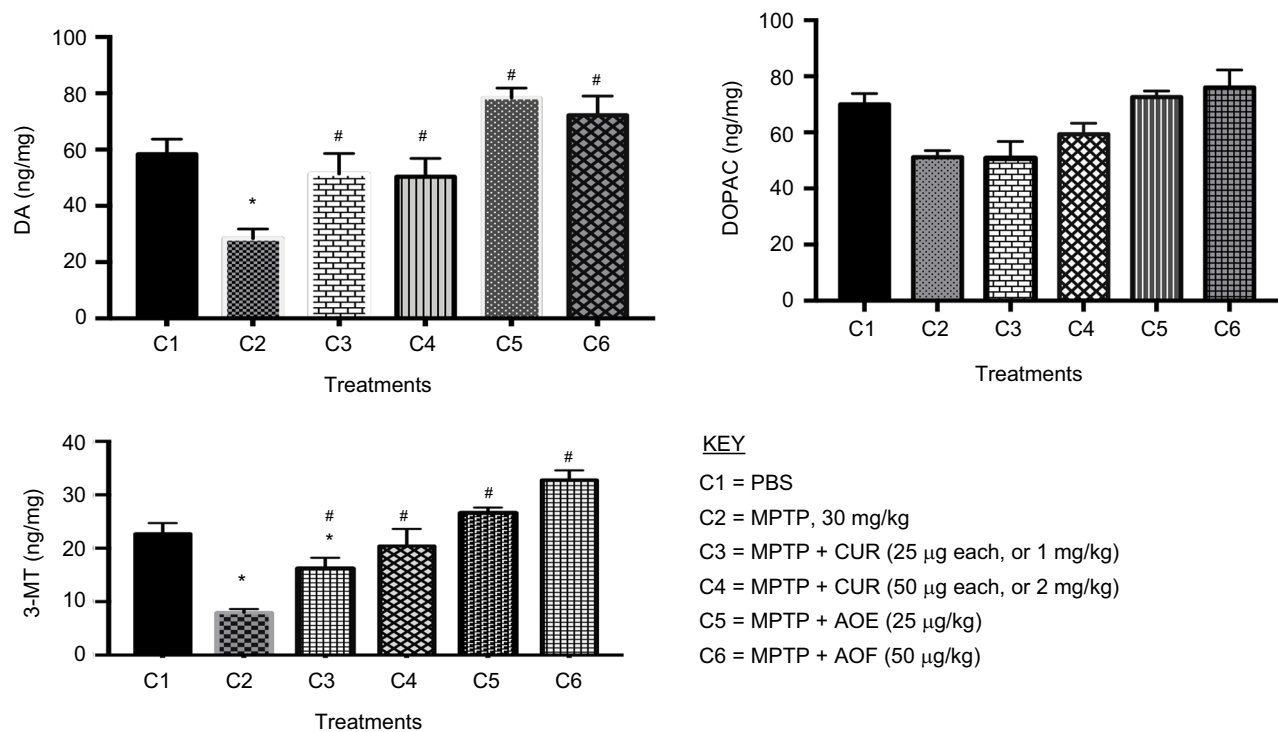 100
80
60
40
20
0
DA (ng/mg)
*
#
#
#
#
C1 C2 C3 C4 C5 C6
Treatments
100
80
60
40
20
0
DOPAC (ng/mg)
C1 C2 C3 C4 C5 C6
Treatments
40
30
20
10
0
3-MT (ng/mg)
*
#
*
#
#
#
C1 C2 C3 C4 C5 C6
Treatments
KEY
C1 = PBS
C2 = MPTP, 30 mg/kg
C3 = MPTP + CUR (25 μg each, or 1 mg/kg)
C4 = MPTP + CUR (50 μg each, or 2 mg/kg)
C5 = MPTP + AOE (25 μg/kg)
C6 = MPTP + AOF (50 μg/kg)